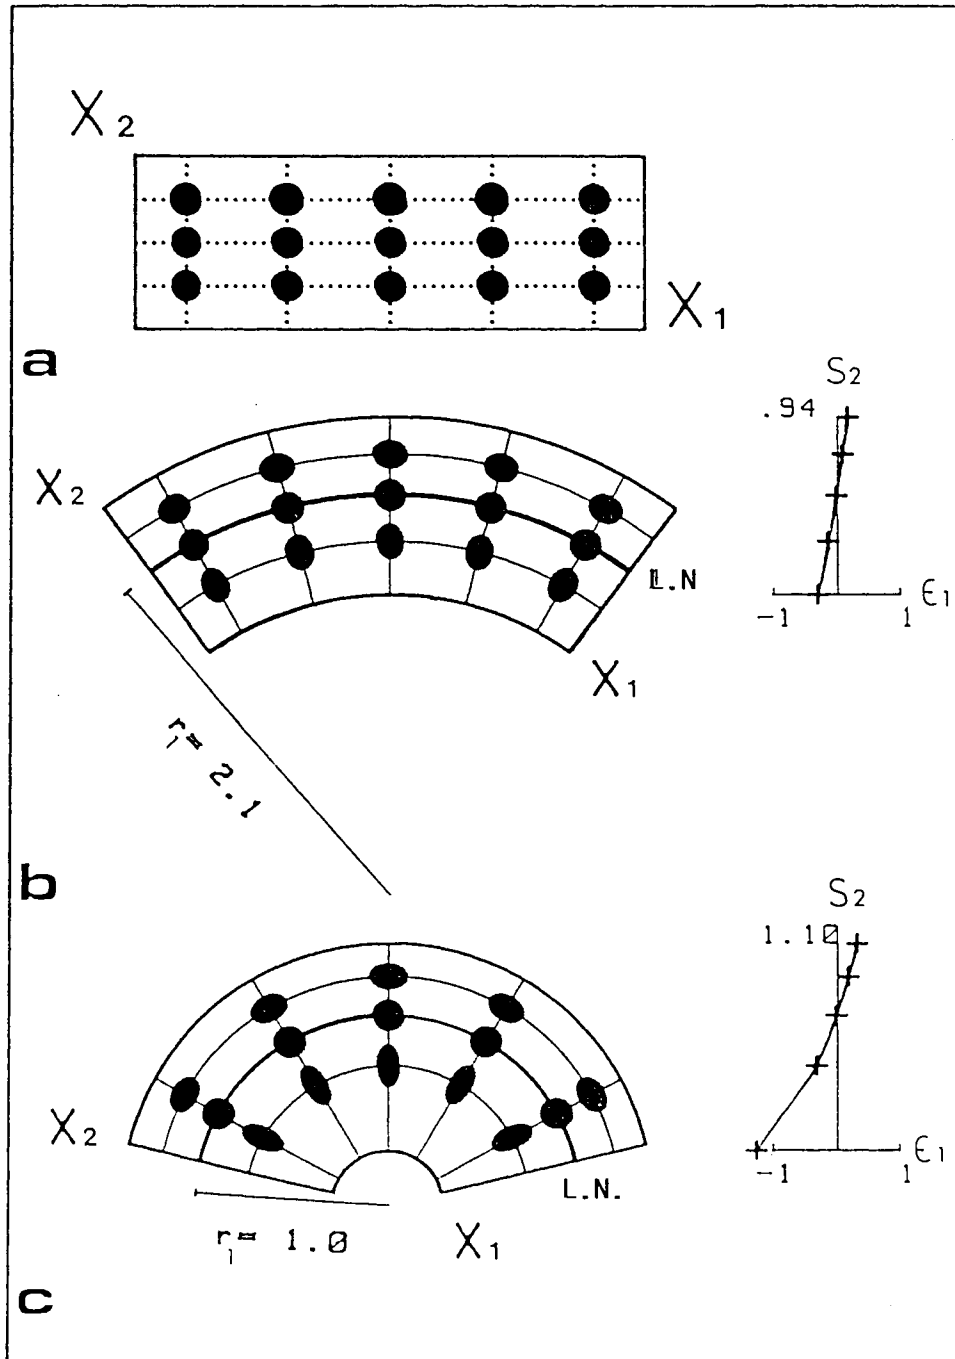 X2
X1
a
S2
.94
X2
L.N
-1 1 ϵ1
X1
r1= 2.1
b
S2
1.10
X2
-1 1 ϵ1
L.N.
r1= 1.0
X1
c